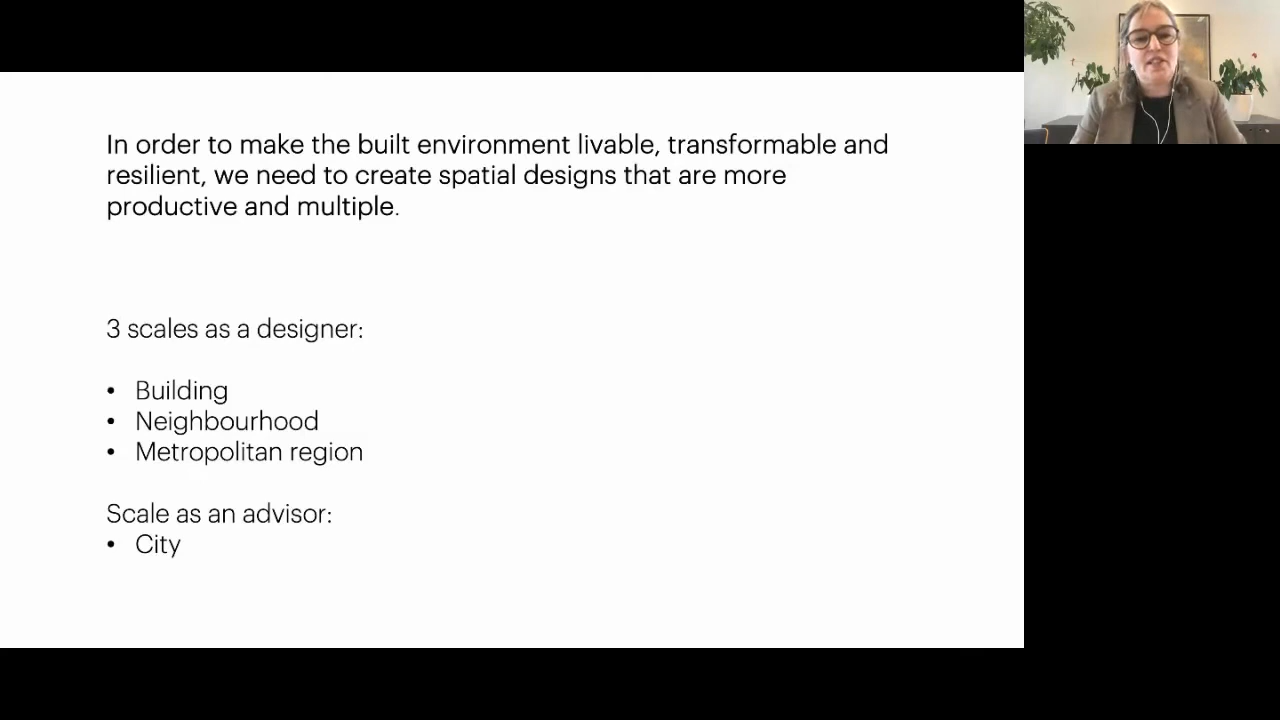 In order to make the built environment livable, transformable and
resilient, we need to create spatial designs that are more
productive and multiple.
3 scales as a designer:
• Building
• Neighbourhood
• Metropolitan region
Scale as an advisor:
• City